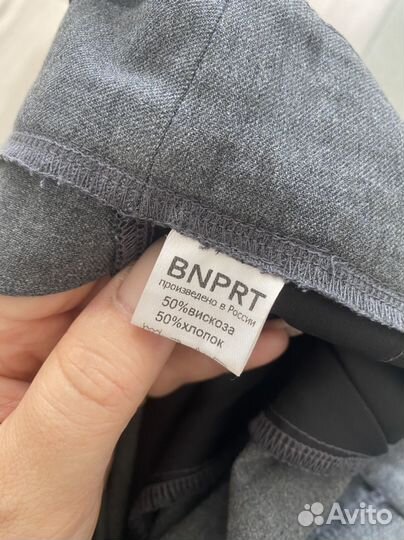 BNPRT
произведено в России
50%вискоза
50%хлопок
Avito